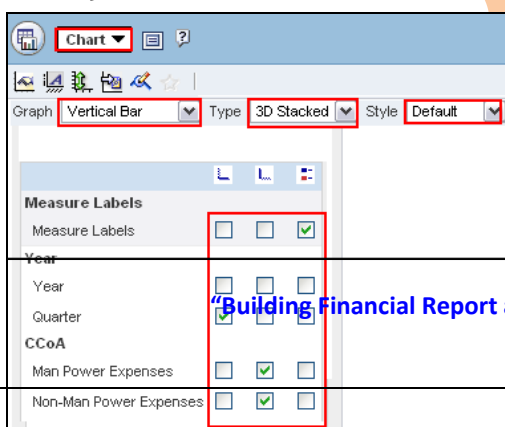 Chart
Graph Vertical Bar Type 3D Stacked Style Default
Measure Labels
Measure Labels
Year
Year
"Building Financial Report
Quarter
CCoA
Man Power Expenses
Non-Man Power Expenses